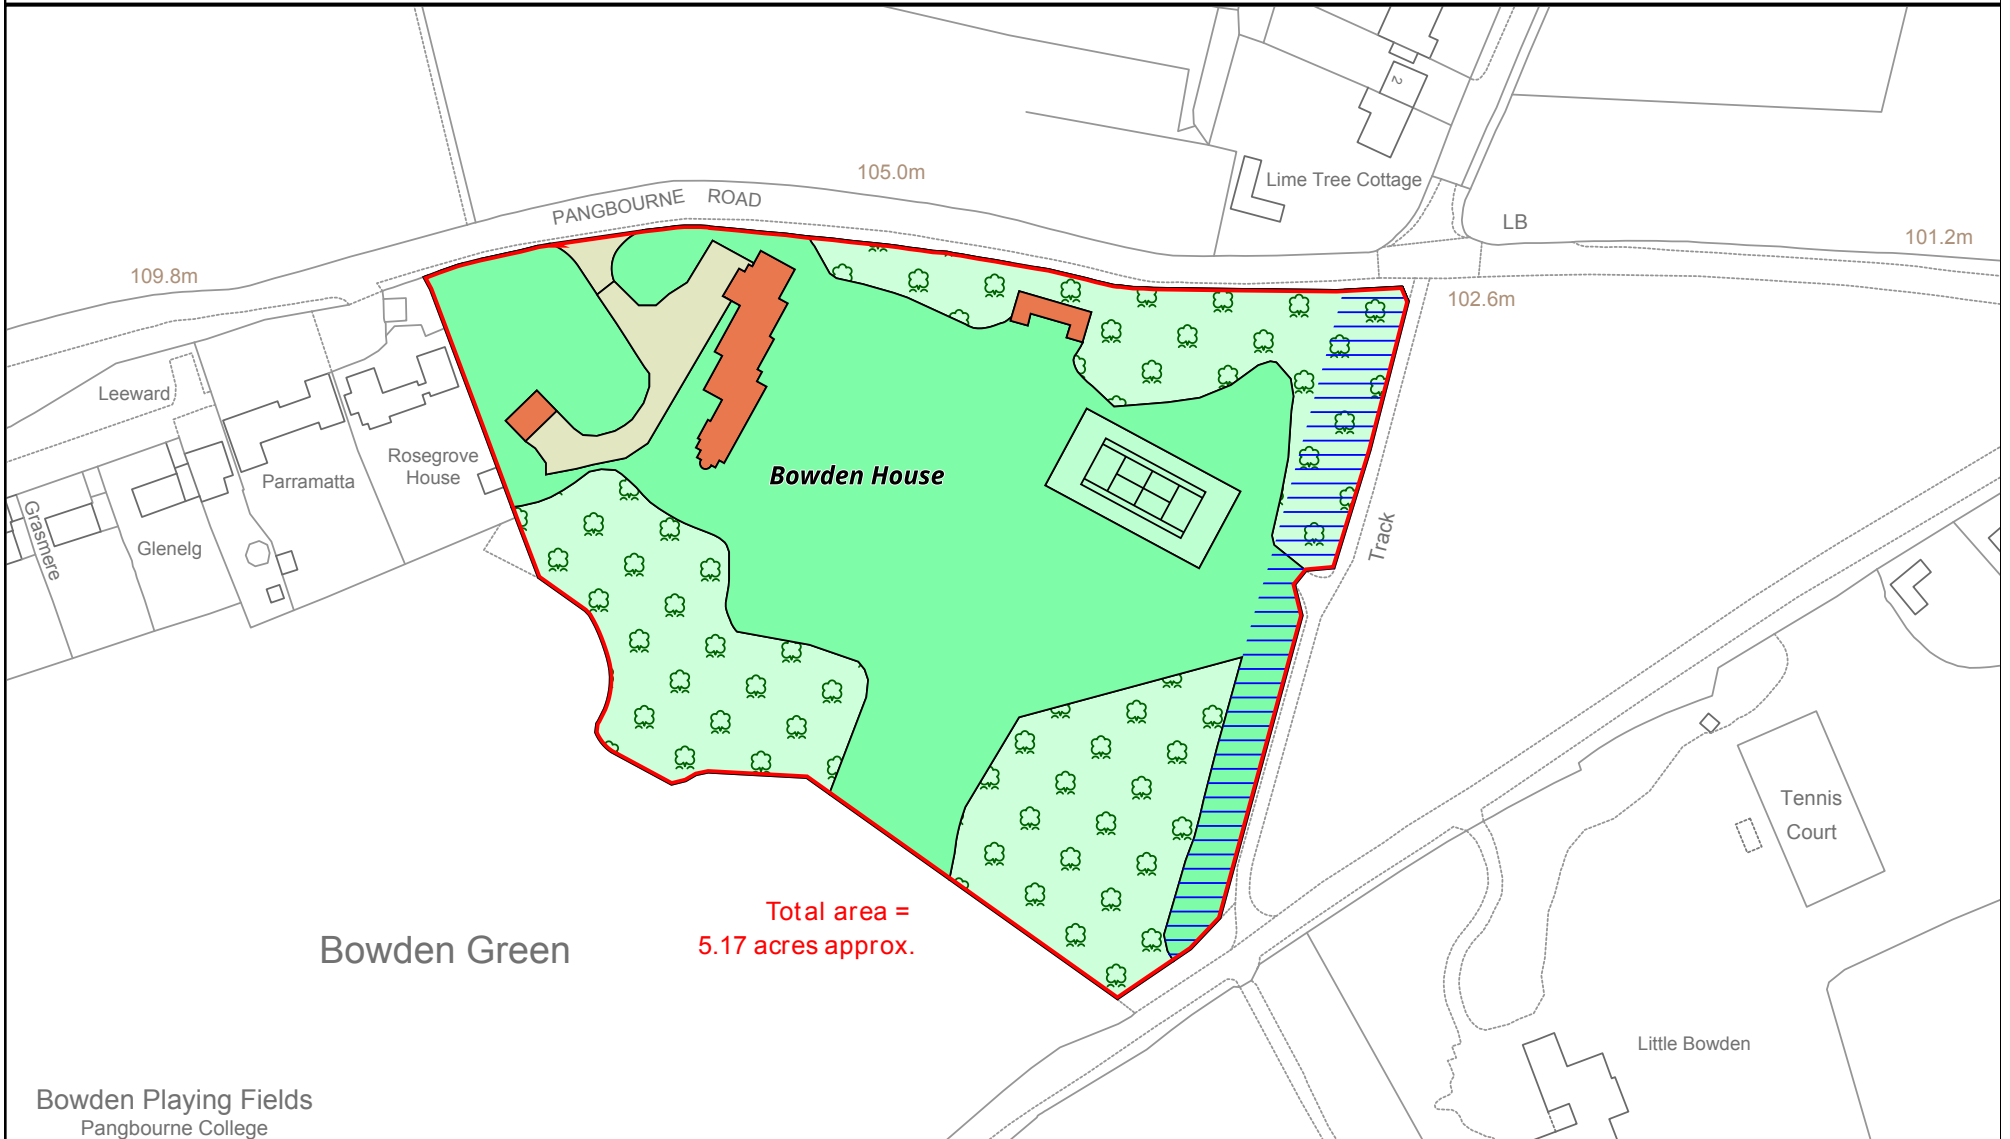 2
105.0m
Lime Tree Cottage
PANGBOURNE ROAD
LB
101.2m
109.8m
102.6m
Leeward
Rosegrove
House
Parramatta
Bowden House
Grasmere
Glenelg
Track
Tennis
Court
Total area =
5.17 acres approx.
Bowden Green
Little Bowden
Bowden Playing Fields
Pangbourne College